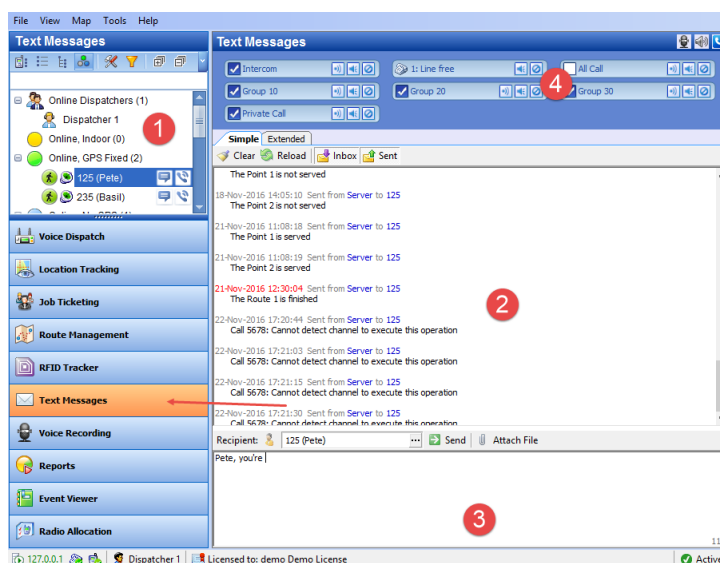 File View Map Tools Help
Text Messages
Online Dispatchers (1)
Dispatcher 1
1
Online, Indoor (0)
Online, GPS Fixed (2)
125 (Pete)
235 (Basil)
Voice Dispatch
Location Tracking
Job Ticketing
Route Management
RFID Tracker
Text Messages
Voice Recording
Reports
Event Viewer
Radio Allocation
Text Messages
Intercom 1: Line free All Call
4
Group 10 Group 20 Group 30
Private Call
Simple Extended
Clear Reload Inbox Sent
The Point 1 is not served
18-Nov-2016 14:05:10 Sent from Server to 125
The Point 2 is not served
21-Nov-2016 11:08:18 Sent from Server to 125
The Point 1 is served
21-Nov-2016 11:08:19 Sent from Server to 125
The Point 2 is served
21-Nov-2016 12:30:04 Sent from Server to 125
The Route 1 is finished
2
22-Nov-2016 17:20:44 Sent from Server to 125
Call 5678: Cannot detect channel to execute this operation
22-Nov-2016 17:21:03 Sent from Server to 125
Call 5678: Cannot detect channel to execute this operation
22-Nov-2016 17:21:15 Sent from Server to 125
Call 5678: Cannot detect channel to execute this operation
22-Nov-2016 17:21:30 Sent from Server to 125
Call 5678: Cannot detect channel to execute this operation
Recipient: 125 (Pete) ... Send Attach File
Pete, you're
3
11
127.0.0.1 Dispatcher 1 Licensed to: demo Demo License Active